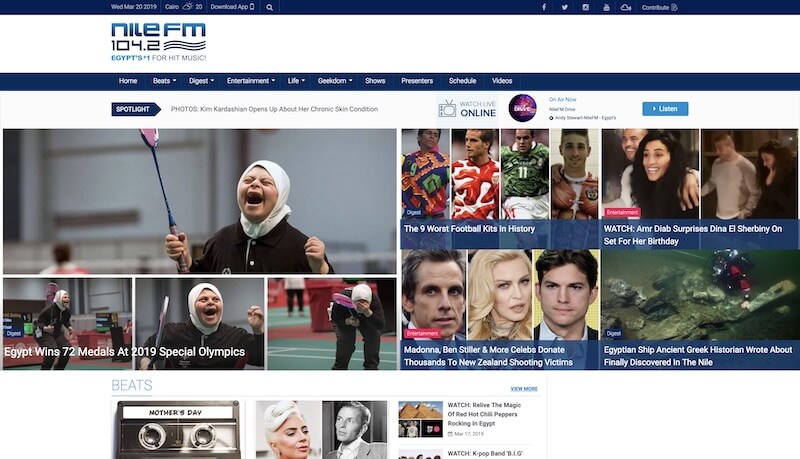 Wed Mar 20 2019 Cairo 20 Download App Contribute
NILE FM
104.2
EGYPT'S #1 FOR HIT MUSIC!
Home Beats Digest Entertainment Life Geekdom Shows Presenters Schedule Videos
SPOTLIGHT PHOTOS: Kim Kardashian Opens Up About Her Chronic Skin Condition
WATCH LIVE
ONLINE
DRIVE
On Air Now
NileFM Drive
Andy Stewart-NileFM - Egypt's
Listen
Digest
Egypt Wins 72 Medals At 2019 Special Olympics
11
Digest
The 9 Worst Football Kits In History
Entertainment
WATCH: Amr Diab Surprises Dina El Sherbiny On
Set For Her Birthday
Entertainment
Madonna, Ben Stiller & More Celebs Donate
Thousands To New Zealand Shooting Victims
Digest
Egyptian Ship Ancient Greek Historian Wrote About
Finally Discovered In The Nile
BEATS
VIEW MORE
MOTHER'S DAY
WATCH: Relive The Magic
Of Red Hot Chili Peppers
Rocking In Egypt
Mar 17, 2019
WATCH: K-pop Band 'B.I.G'